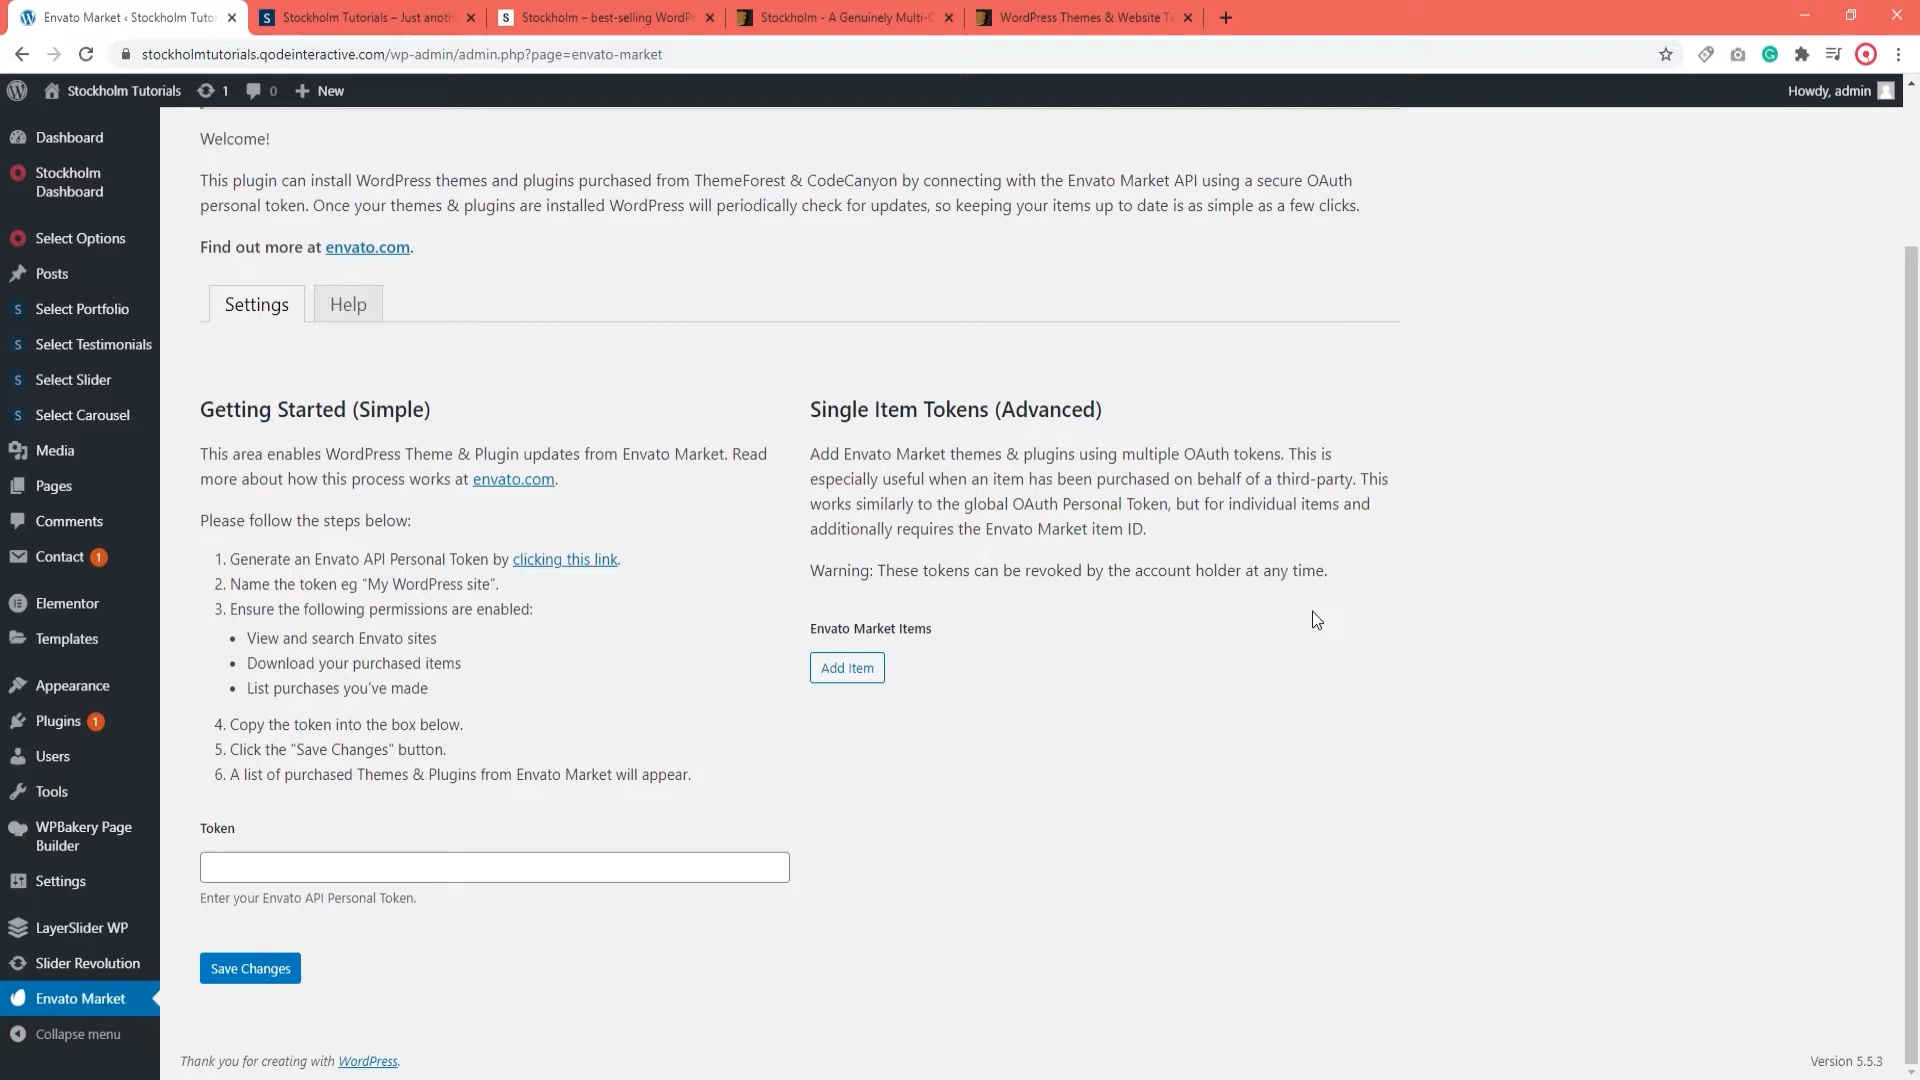 Envato Market ‹ Stockholm Tutor
Stockholm Tutorials – Just anoth
Stockholm – best-selling WordPr
Stockholm - A Genuinely Multi-C
WordPress Themes & Website Te
stockholmtutorials.qodeinteractive.com/wp-admin/admin.php?page=envato-market
Stockholm Tutorials
1
0
New
Howdy, admin
Dashboard
Stockholm
Dashboard
Select Options
Posts
Select Portfolio
Select Testimonials
Select Slider
Select Carousel
Media
Pages
Comments
Contact 1
Elementor
Templates
Appearance
Plugins 1
Users
Tools
WPBakery Page
Builder
Settings
LayerSlider WP
Slider Revolution
Envato Market
Collapse menu
Welcome!
This plugin can install WordPress themes and plugins purchased from ThemeForest & CodeCanyon by connecting with the Envato Market API using a secure OAuth
personal token. Once your themes & plugins are installed WordPress will periodically check for updates, so keeping your items up to date is as simple as a few clicks.
Find out more at envato.com.
Settings
Help
Getting Started (Simple)
This area enables WordPress Theme & Plugin updates from Envato Market. Read
more about how this process works at envato.com.
Please follow the steps below:
1. Generate an Envato API Personal Token by clicking this link.
2. Name the token eg “My WordPress site”.
3. Ensure the following permissions are enabled:
• View and search Envato sites
• Download your purchased items
• List purchases you've made
4. Copy the token into the box below.
5. Click the "Save Changes" button.
6. A list of purchased Themes & Plugins from Envato Market will appear.
Token
Enter your Envato API Personal Token.
Save Changes
Single Item Tokens (Advanced)
Add Envato Market themes & plugins using multiple OAuth tokens. This is
especially useful when an item has been purchased on behalf of a third-party. This
works similarly to the global OAuth Personal Token, but for individual items and
additionally requires the Envato Market item ID.
Warning: These tokens can be revoked by the account holder at any time.
Envato Market Items
Add Item
Thank you for creating with WordPress.
Version 5.5.3